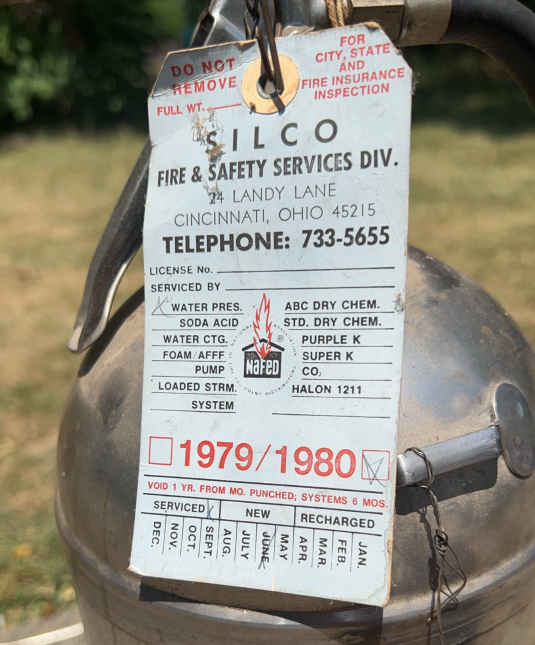 DO NOT REMOVE
FOR CITY, STATE AND FIRE INSURANCE INSPECTION
FULL WT.
SILCO
FIRE & SAFETY SERVICES DIV.
24 LANDY LANE
CINCINNATI, OHIO 45215
TELEPHONE: 733-5655
LICENSE No.
SERVICED BY
WATER PRES. ABC DRY CHEM.
SODA ACID STD. DRY CHEM.
WATER CTG. PURPLE K
FOAM/AFFF SUPER K
PUMP CO.
LOADED STRM. HALON 1211
SYSTEM
NAFED
®
1979/1980
VOID 1 YR. FROM MO. PUNCHED; SYSTEMS 6 MOS.
SERVICED NEW RECHARGED
DEC. NOV. OCT. SEPT. AUG. JULY JUNE MAY APR. MAR. FEB. JAN.